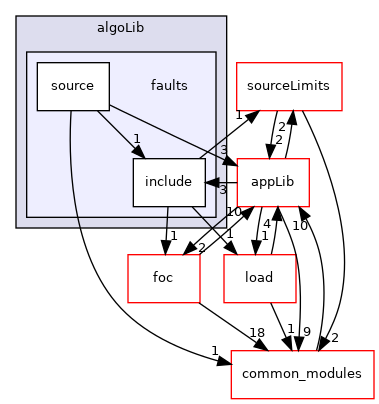 algoLib
source
faults
sourceLimits
1
2
1
2
3
include
appLib
3
10
4
1
2
1
1
10
foc
load
18
1
9
1
2
common_modules